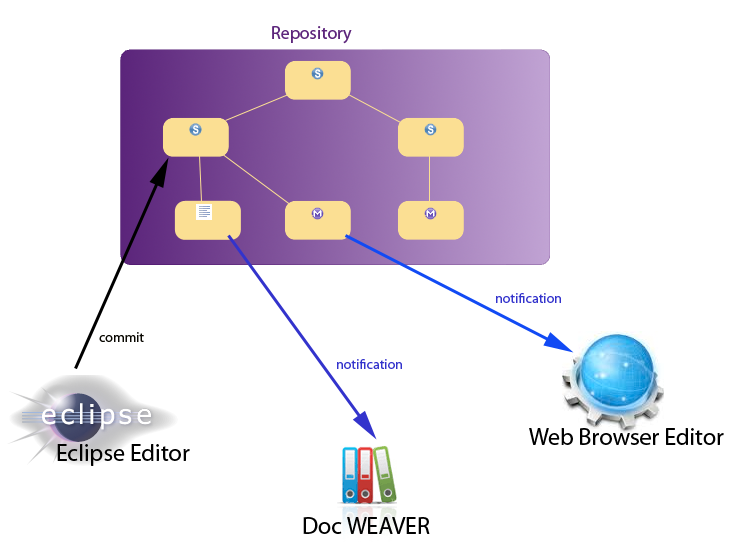 Repository
S
S
S
M
M
notification
commit
notification
eclipse
Eclipse Editor
Web Browser Editor
Doc WEAVER